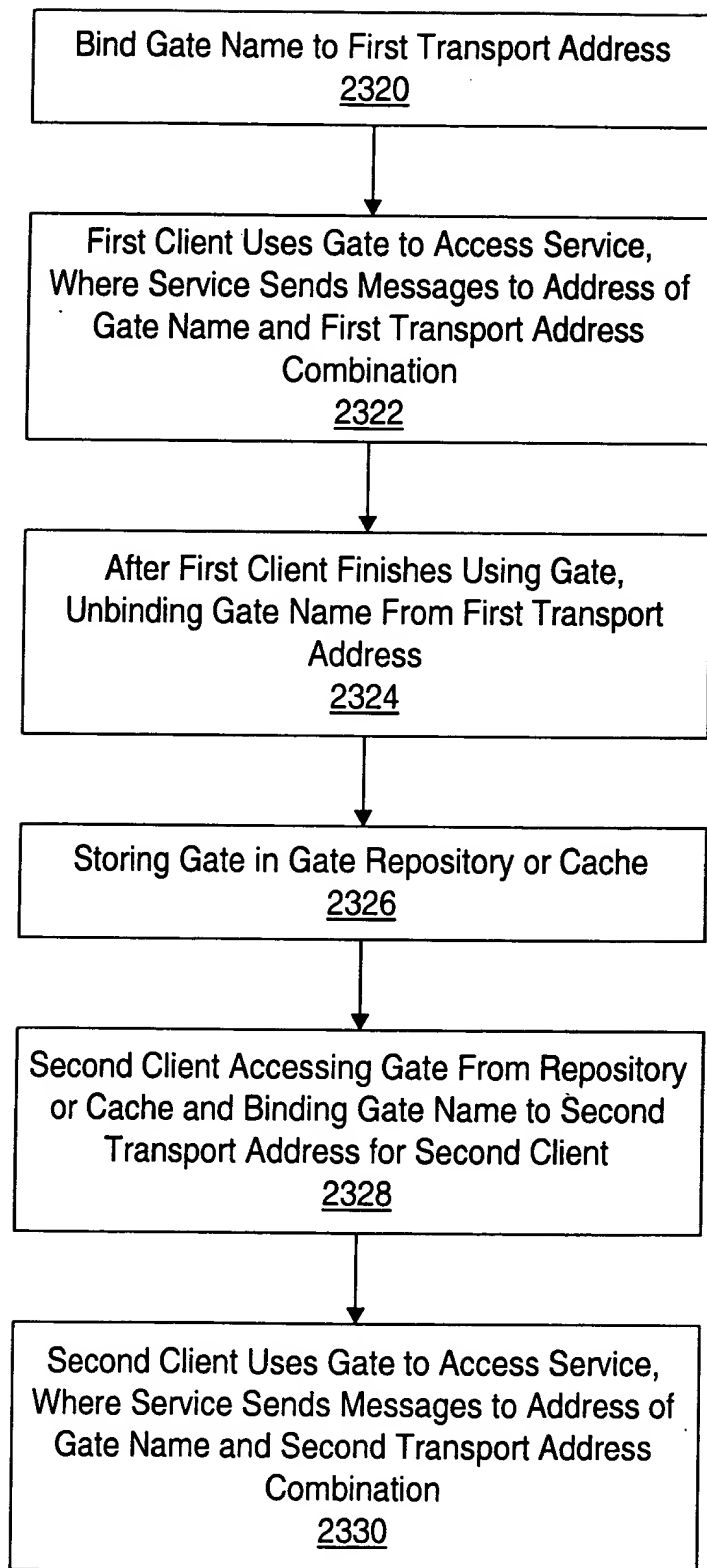 Bind Gate Name to First Transport Address
2320
First Client Uses Gate to Access Service,
Where Service Sends Messages to Address of
Gate Name and First Transport Address
Combination
2322
After First Client Finishes Using Gate,
Unbinding Gate Name From First Transport
Address
2324
Storing Gate in Gate Repository or Cache
2326
Second Client Accessing Gate From Repository
or Cache and Binding Gate Name to Second
Transport Address for Second Client
2328
Second Client Uses Gate to Access Service,
Where Service Sends Messages to Address of
Gate Name and Second Transport Address
Combination
2330